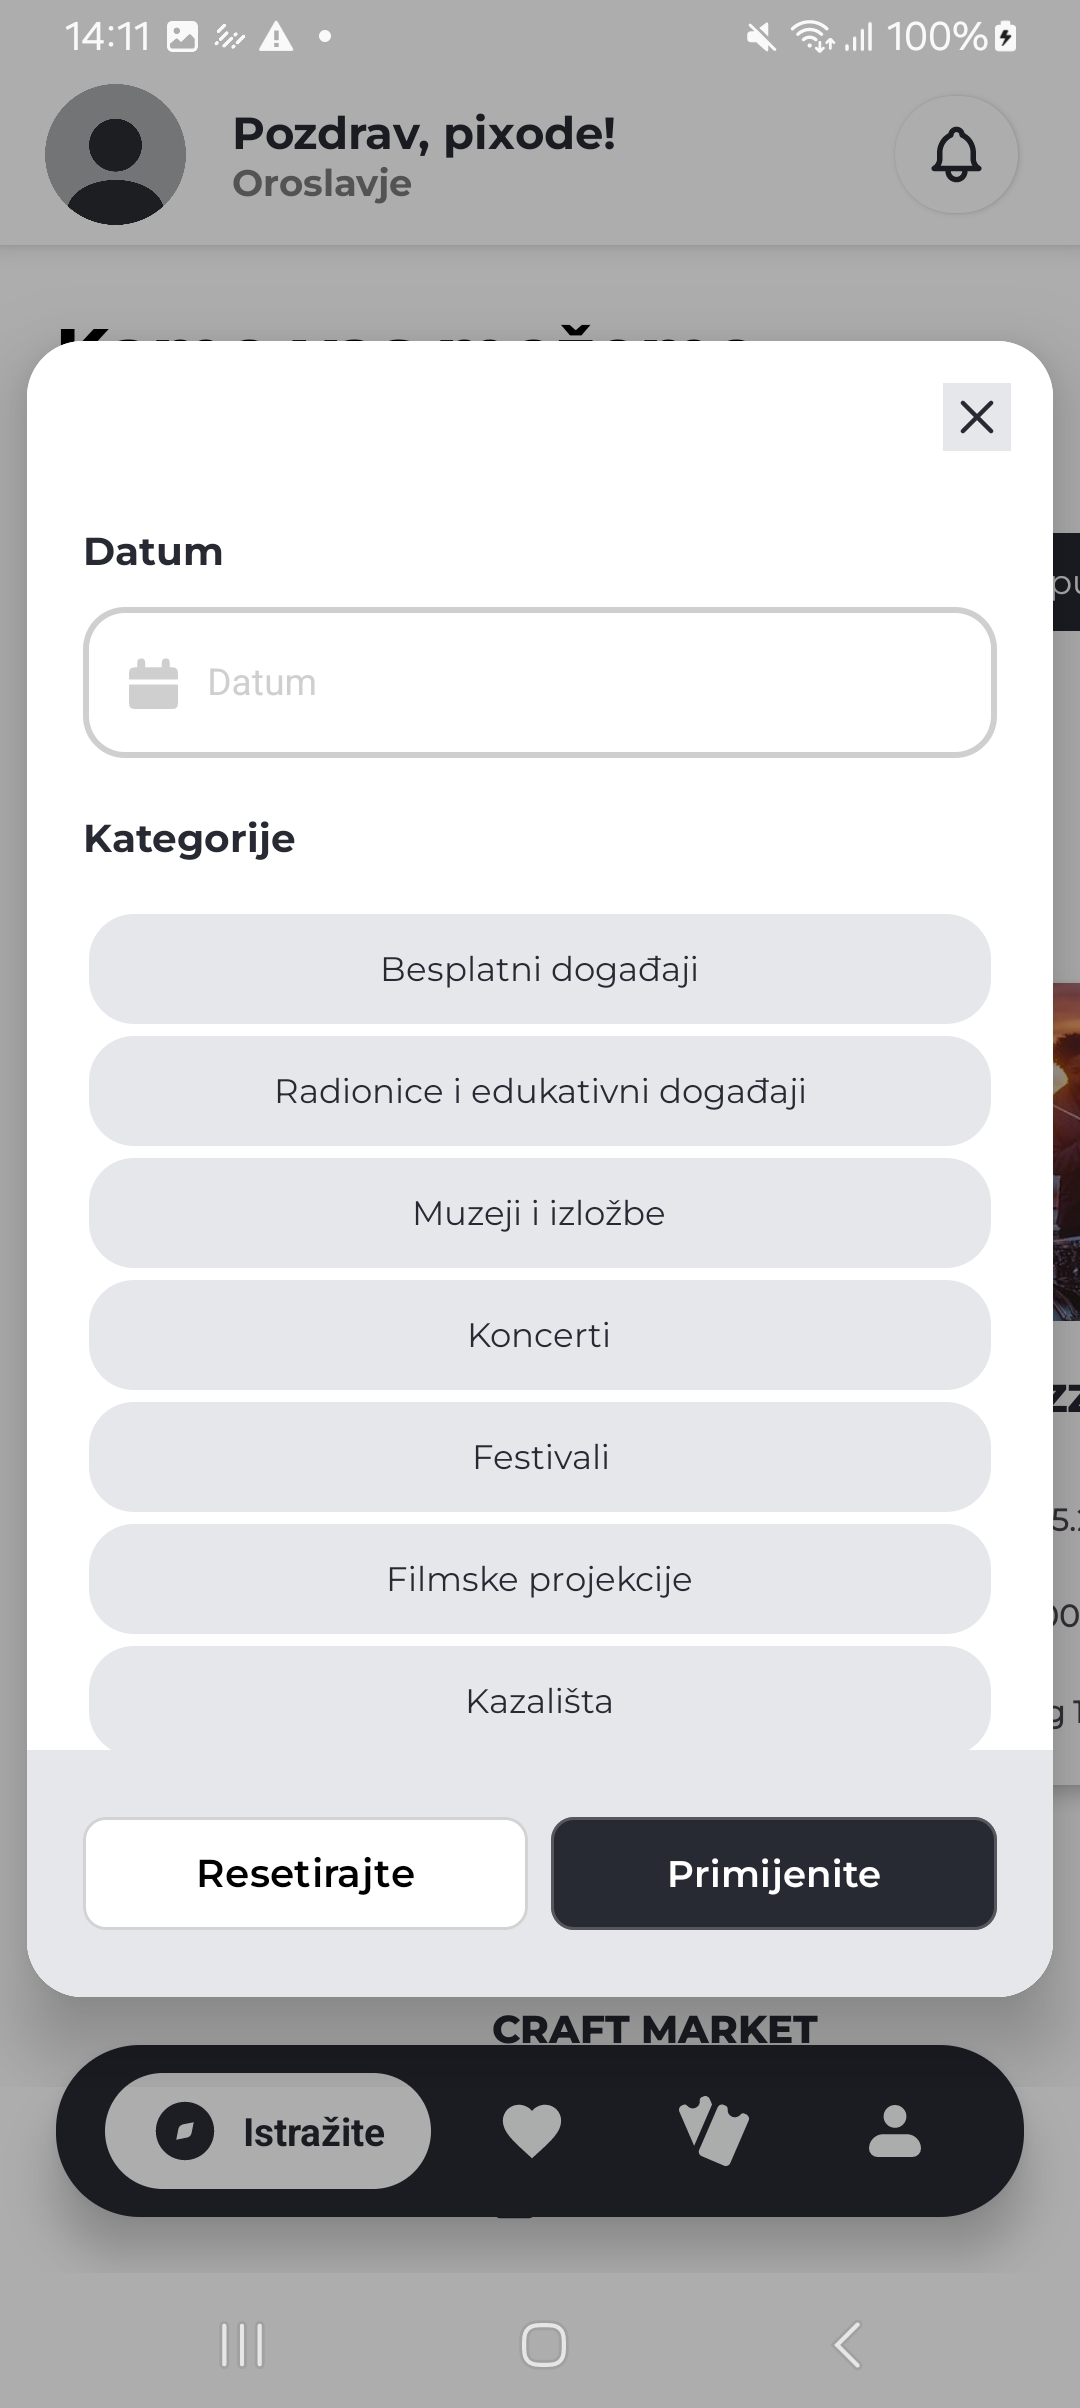 14:11
100%
Pozdrav, pixode!
Oroslavje
Datum
Datum
Kategorije
Besplatni događaji
Radionice i edukativni događaji
Muzeji i izložbe
Koncerti
Festivali
Filmske projekcije
Kazališta
Resetirajte
Primijenite
CRAFT MARKET
Istražite